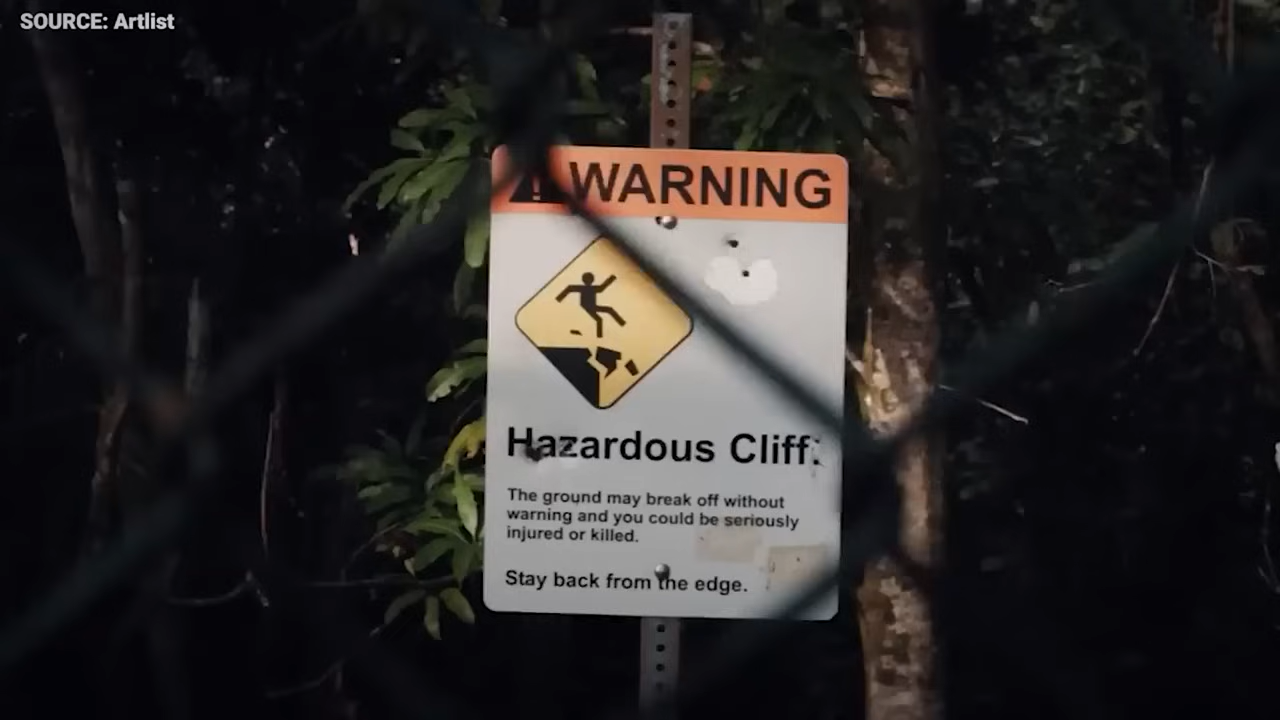 SOURCE: Artlist
WARNING
Hazardous Cliff.
The ground may break off without
warning and you could be seriously
injured or killed.
Stay back from the edge.